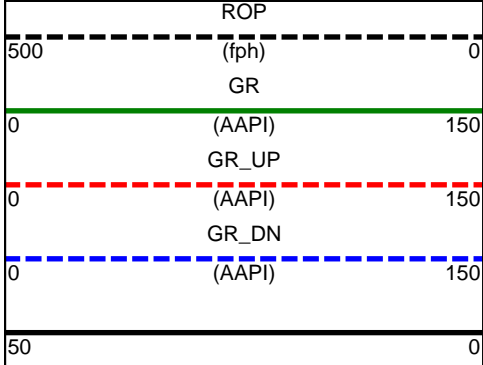 ROP
500 (fph) 0
GR
0 (AAPI) 150
GR_UP
0 (AAPI) 150
GR_DN
0 (AAPI) 150
50 0